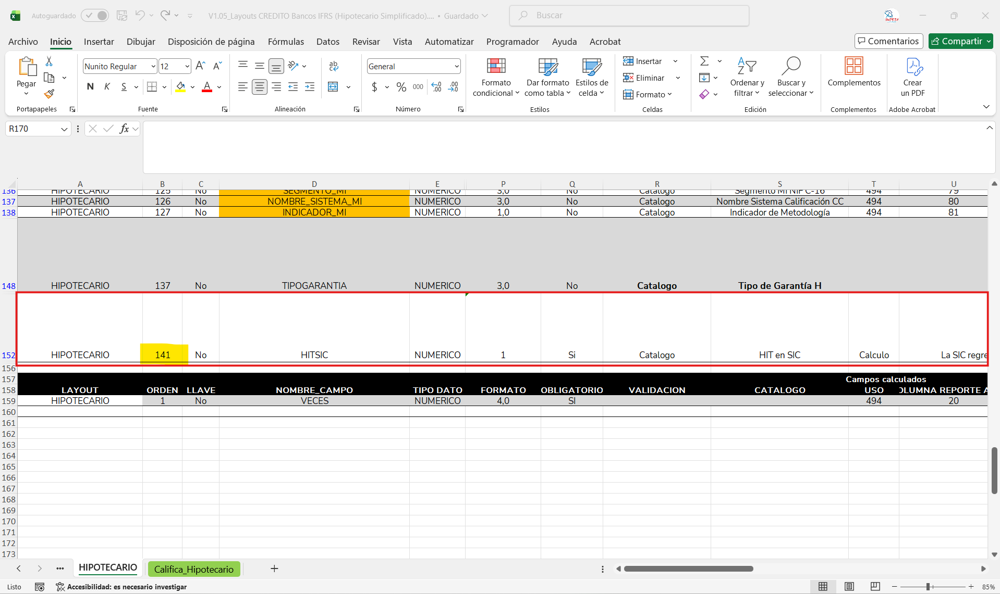 Autoguardado V1.05_Layouts CREDITO Bancos IFRS (Hipotecario Simplificado).... • Guardado Buscar
Archivo Inicio Insertar Dibujar Disposición de página Fórmulas Datos Revisar Vista Automatizar Programador Ayuda Acrobat Comentarios Compartir
Pegar
Portapapeles
Nunito Regular 12
N K S
Fuente
ab
Alineación
General
$ % 000
Número
Formato condicional
Dar formato como tabla
Estilos de celda
Estilos
Insertar
Eliminar
Formato
Celdas
Ordenar y filtrar
Buscar y seleccionar
Edición
Complementos
Complementos
Crear un PDF
Adobe Acrobat
R170 fx
A B C D E P Q R S T U
136 HIPOTECARIO 125 No SEGMENTO_MI NUMERICO 3,0 No Catalogo Segmento MI NIF C-16 494 79
137 HIPOTECARIO 126 No NOMBRE_SISTEMA_MI NUMERICO 3,0 No Catalogo Nombre Sistema Calificación CC 494 80
138 HIPOTECARIO 127 No INDICADOR_MI NUMERICO 1,0 No Catalogo Indicador de Metodología 494 81
148 HIPOTECARIO 137 No TIPOGARANTIA NUMERICO 3,0 No Catalogo Tipo de Garantía H
152 HIPOTECARIO 141 No HITSIC NUMERICO 1 Si Catalogo HIT en SIC Calculo La SIC regre
156
157 Campos calculados
158 LAYOUT ORDEN LLAVE NOMBRE_CAMPO TIPO DATO FORMATO OBLIGATORIO VALIDACION CATALOGO USO OLUMNA REPORTE A
159 HIPOTECARIO 1 No VECES NUMERICO 4,0 SI 494 20
160
161
162
163
164
165
166
167
168
169
170
171
172
173
HIPOTECARIO Califica_Hipotecario
Listo Accesibilidad: es necesario investigar 85%